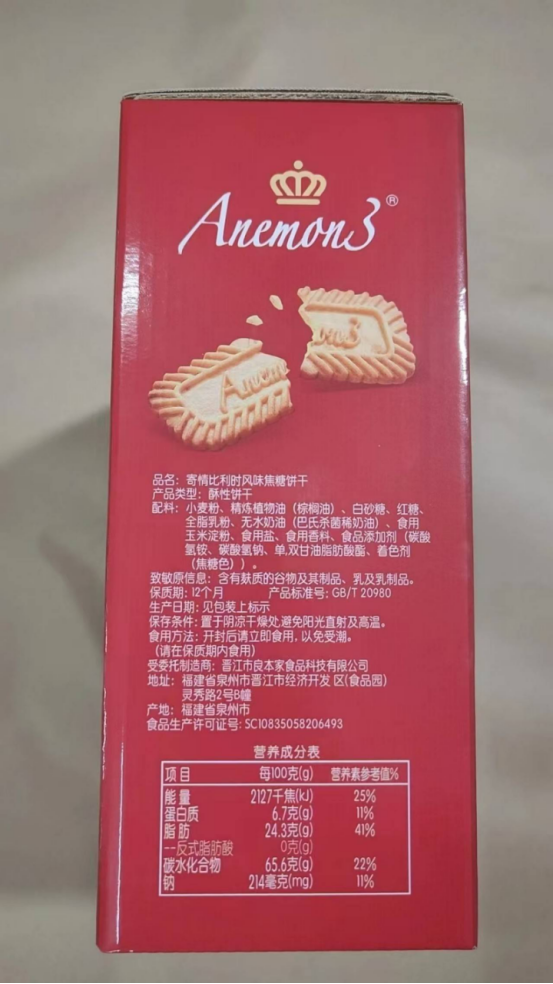 Anemon3®
Anem
on3
品名：寄情比利时风味焦糖饼干
产品类型：酥性饼干
配料：小麦粉、精炼植物油（棕榈油）、白砂糖、红糖、
全脂乳粉、无水奶油（巴氏杀菌稀奶油）、食用
玉米淀粉、食用盐、食用香料、食品添加剂（碳酸
氢铵、碳酸氢钠、单,双甘油脂肪酸酯、着色剂
（焦糖色））。
致敏原信息：含有麸质的谷物及其制品、乳及乳制品。
保质期：12个月 产品标准号：GB/T 20980
生产日期：见包装上标示
保存条件：置于阴凉干燥处,避免阳光直射及高温。
食用方法：开封后请立即食用，以免受潮。
（请在保质期内食用）
受委托制造商：晋江市良本家食品科技有限公司
地址：福建省泉州市晋江市经济开发 区(食品园)
灵秀路2号B幢
产地：福建省泉州市
食品生产许可证号：SC10835058206493
营养成分表
项目 每100克(g) 营养素参考值%
能量 2127千焦(kJ) 25%
蛋白质 6.7克(g) 11%
脂肪 24.3克(g) 41%
--反式脂肪酸 0克(g)
碳水化合物 65.6克(g) 22%
钠 214毫克(mg) 11%